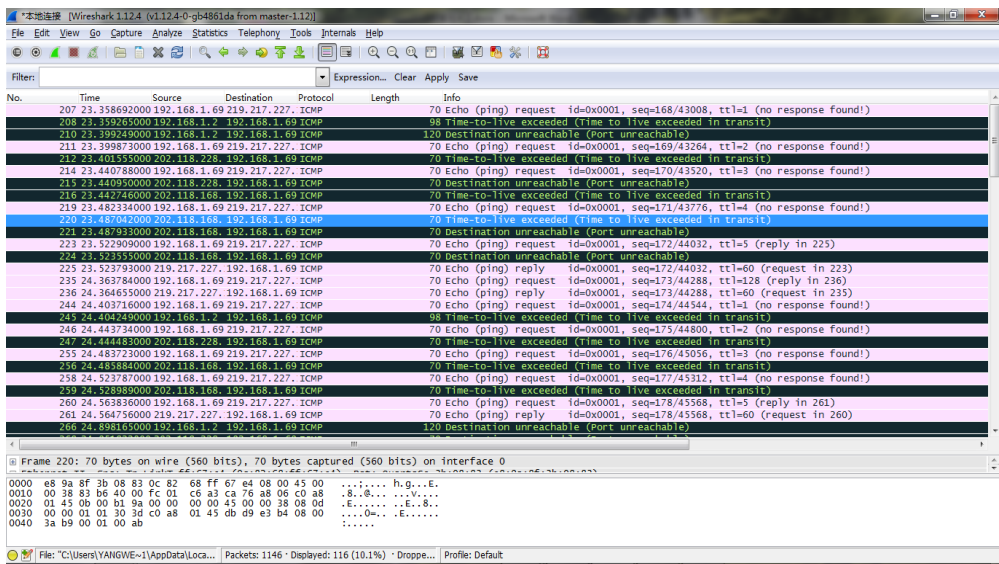 *本地连接 [Wireshark 1.12.4 (v1.12.4-0-gb4861da from master-1.12)]
File Edit View Go Capture Analyze Statistics Telephony Tools Internals Help
Filter: Expression... Clear Apply Save
No. Time Source Destination Protocol Length Info
207 23.358692000 192.168.1.69 219.217.227. ICMP 70 Echo (ping) request id=0x0001, seq=168/43008, ttl=1 (no response found!)
208 23.359265000 192.168.1.2 192.168.1.69 ICMP 98 Time-to-live exceeded (Time to live exceeded in transit)
210 23.399249000 192.168.1.2 192.168.1.69 ICMP 120 Destination unreachable (Port unreachable)
211 23.399873000 192.168.1.69 219.217.227. ICMP 70 Echo (ping) request id=0x0001, seq=169/43264, ttl=2 (no response found!)
212 23.401555000 202.118.228. 192.168.1.69 ICMP 70 Time-to-live exceeded (Time to live exceeded in transit)
214 23.440788000 192.168.1.69 219.217.227. ICMP 70 Echo (ping) request id=0x0001, seq=170/43520, ttl=3 (no response found!)
215 23.440950000 202.118.228. 192.168.1.69 ICMP 70 Destination unreachable (Port unreachable)
216 23.442746000 202.118.168. 192.168.1.69 ICMP 70 Time-to-live exceeded (Time to live exceeded in transit)
219 23.482334000 192.168.1.69 219.217.227. ICMP 70 Echo (ping) request id=0x0001, seq=171/43776, ttl=4 (no response found!)
220 23.487042000 202.118.168. 192.168.1.69 ICMP 70 Time-to-live exceeded (Time to live exceeded in transit)
221 23.487933000 202.118.168. 192.168.1.69 ICMP 70 Destination unreachable (Port unreachable)
223 23.522909000 192.168.1.69 219.217.227. ICMP 70 Echo (ping) request id=0x0001, seq=172/44032, ttl=5 (reply in 225)
224 23.523555000 202.118.168. 192.168.1.69 ICMP 70 Destination unreachable (Port unreachable)
225 23.523793000 219.217.227. 192.168.1.69 ICMP 70 Echo (ping) reply id=0x0001, seq=172/44032, ttl=60 (request in 223)
235 24.363784000 192.168.1.69 219.217.227. ICMP 70 Echo (ping) request id=0x0001, seq=173/44288, ttl=128 (reply in 236)
236 24.364655000 219.217.227. 192.168.1.69 ICMP 70 Echo (ping) reply id=0x0001, seq=173/44288, ttl=60 (request in 235)
244 24.403716000 192.168.1.69 219.217.227. ICMP 70 Echo (ping) request id=0x0001, seq=174/44544, ttl=1 (no response found!)
245 24.404249000 192.168.1.2 192.168.1.69 ICMP 98 Time-to-live exceeded (Time to live exceeded in transit)
246 24.443734000 192.168.1.69 219.217.227. ICMP 70 Echo (ping) request id=0x0001, seq=175/44800, ttl=2 (no response found!)
247 24.444483000 202.118.228. 192.168.1.69 ICMP 70 Time-to-live exceeded (Time to live exceeded in transit)
255 24.483723000 192.168.1.69 219.217.227. ICMP 70 Echo (ping) request id=0x0001, seq=176/45056, ttl=3 (no response found!)
256 24.485884000 202.118.168. 192.168.1.69 ICMP 70 Time-to-live exceeded (Time to live exceeded in transit)
258 24.523787000 192.168.1.69 219.217.227. ICMP 70 Echo (ping) request id=0x0001, seq=177/45312, ttl=4 (no response found!)
259 24.528989000 202.118.168. 192.168.1.69 ICMP 70 Time-to-live exceeded (Time to live exceeded in transit)
260 24.563836000 192.168.1.69 219.217.227. ICMP 70 Echo (ping) request id=0x0001, seq=178/45568, ttl=5 (reply in 261)
261 24.564756000 219.217.227. 192.168.1.69 ICMP 70 Echo (ping) reply id=0x0001, seq=178/45568, ttl=60 (request in 260)
266 24.898165000 192.168.1.2 192.168.1.69 ICMP 120 Destination unreachable (Port unreachable)
Frame 220: 70 bytes on wire (560 bits), 70 bytes captured (560 bits) on interface 0
0000 e8 9a 8f 3b 08 83 0c 82 68 ff 67 e4 08 00 45 00 ...;.... h.g...E.
0010 00 38 83 b6 40 00 fc 01 c6 a3 ca 76 a8 06 c0 a8 .8..@... ...v....
0020 01 45 0b 00 b1 9a 00 00 00 00 45 00 00 38 08 0d .E...... ..E..8..
0030 00 00 01 01 30 3d c0 a8 01 45 db d9 e3 b4 08 00 ....0=.. .E......
0040 3a b9 00 01 00 ab :.....
File: "C:\Users\YANGWE~1\AppData\Loca... Packets: 1146 · Displayed: 116 (10.1%) · Droppe... Profile: Default